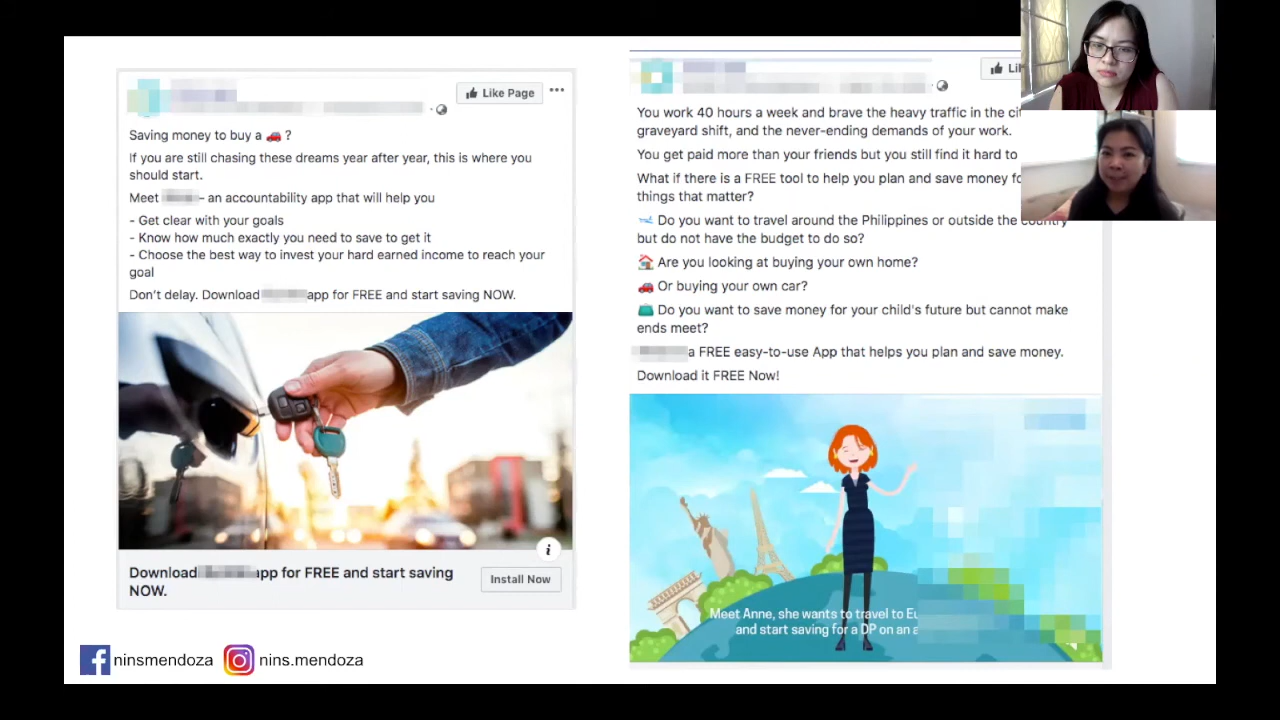 Like Page
Saving money to buy a 🚗 ?
If you are still chasing these dreams year after year, this is where you
should start.
Meet – an accountability app that will help you
- Get clear with your goals
- Know how much exactly you need to save to get it
- Choose the best way to invest your hard earned income to reach your
goal
Don't delay. Download app for FREE and start saving NOW.
i
Download app for FREE and start saving
NOW.
Install Now
You work 40 hours a week and brave the heavy traffic in the
graveyard shift, and the never-ending demands of your work.
You get paid more than your friends but you still find it hard to
What if there is a FREE tool to help you plan and save money
things that matter?
Do you want to travel around the Philippines or outside the country
but do not have the budget to do so?
Are you looking at buying your own home?
🚗 Or buying your own car?
Do you want to save money for your child's future but cannot make
ends meet?
a FREE easy-to-use App that helps you plan and save money.
Download it FREE Now!
Meet Anne, she wants to travel to
and start saving for a DP on an
f ninsmendoza nins.mendoza